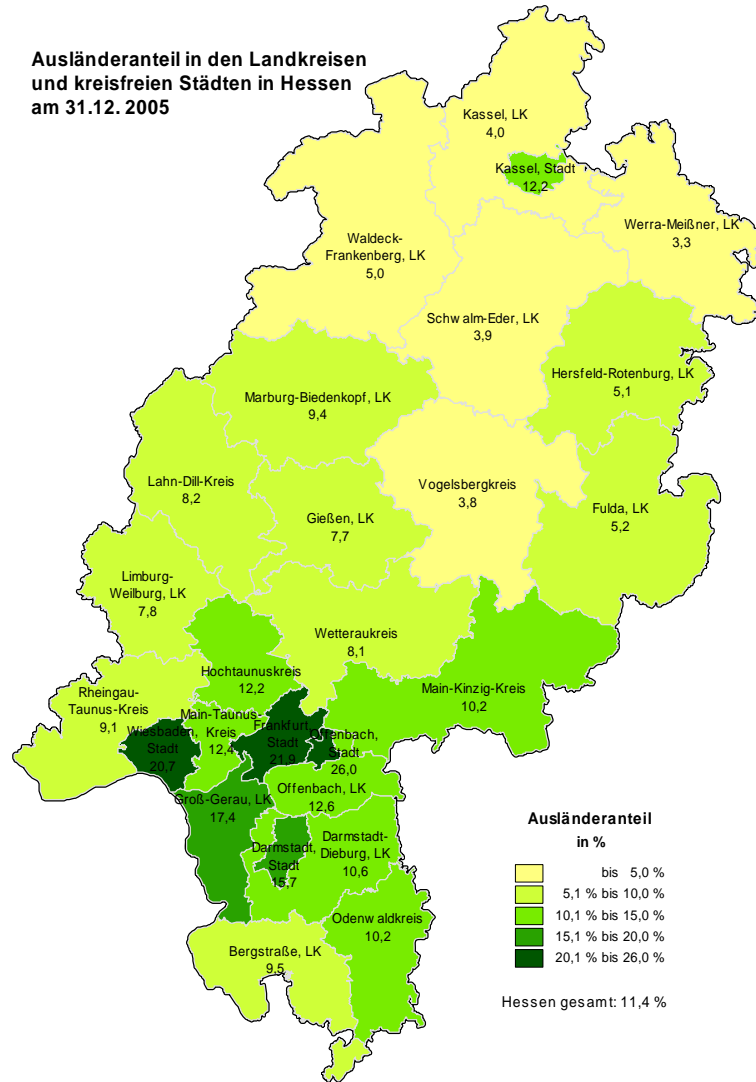 Ausländeranteil in den Landkreisen
und kreisfreien Städten in Hessen
am 31.12. 2005
Kassel, LK
4,0
Kassel, Stadt
12,2
Werra-Meißner, LK
3,3
Waldeck-
Frankenberg, LK
5,0
Schwalm-Eder, LK
3,9
Hersfeld-Rotenburg, LK
5,1
Marburg-Biedenkopf, LK
9,4
Lahn-Dill-Kreis
8,2
Vogelsbergkreis
3,8
Gießen, LK
7,7
Fulda, LK
5,2
Limburg-
Weilburg, LK
7,8
Wetteraukreis
8,1
Hochtaunuskreis
12,2
Main-Kinzig-Kreis
10,2
Rheingau-
Taunus-Kreis
9,1
Main-Taunus-
Kreis
12,4
Wiesbaden,
Stadt
20,7
Frankfurt,
Stadt
21,9
Offenbach,
Stadt
26,0
Offenbach, LK
12,6
Groß-Gerau, LK
17,4
Darmstadt,
Stadt
15,7
Darmstadt-
Dieburg, LK
10,6
Odenwaldkreis
10,2
Bergstraße, LK
9,5
Ausländeranteil
in %
bis 5,0 %
5,1 % bis 10,0 %
10,1 % bis 15,0 %
15,1 % bis 20,0 %
20,1 % bis 26,0 %
Hessen gesamt: 11,4 %